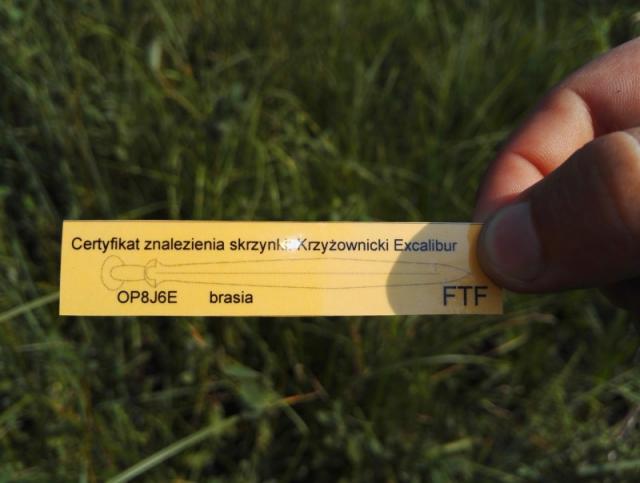 Certyfikat znalezienia skrzynki: Krzyżownicki Excalibur
OP8J6E brasia FTF